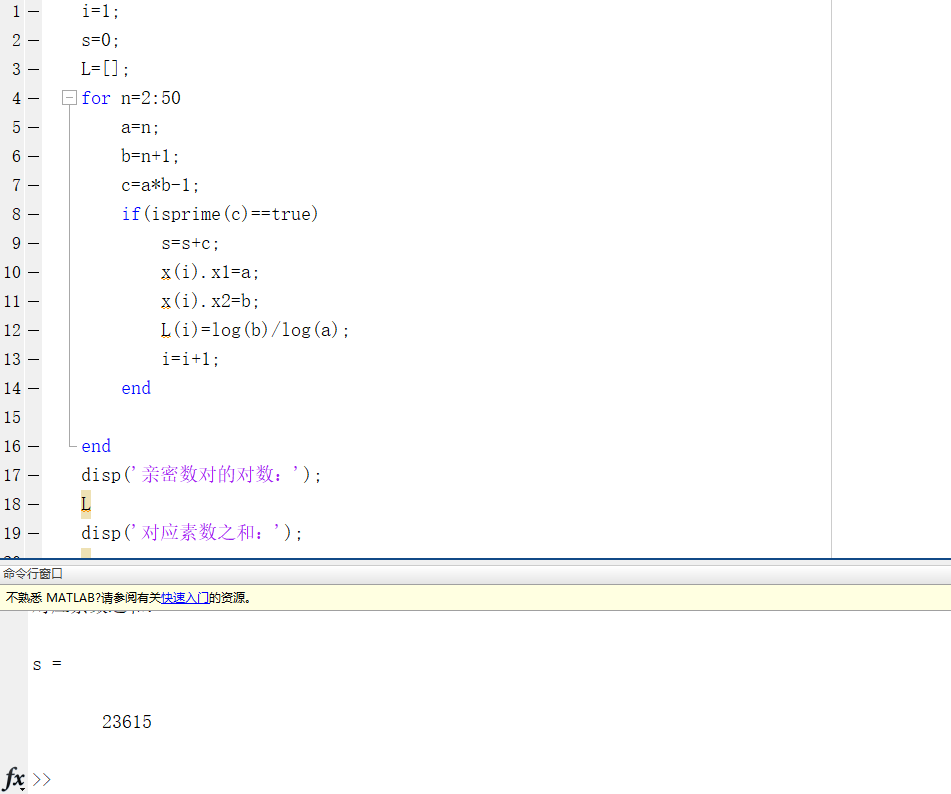 1 — i=1;
2 — s=0;
3 — L=[];
4 — for n=2:50
5 — a=n;
6 — b=n+1;
7 — c=a*b-1;
8 — if(isprime(c)==true)
9 — s=s+c;
10 — x(i).x1=a;
11 — x(i).x2=b;
12 — L(i)=log(b)/log(a);
13 — i=i+1;
14 — end
15
16 — end
17 — disp('亲密数对的对数：');
18 — L
19 — disp('对应素数之和：');
命令行窗口
不熟悉 MATLAB?请参阅有关快速入门的资源。
s =
23615
fx >>